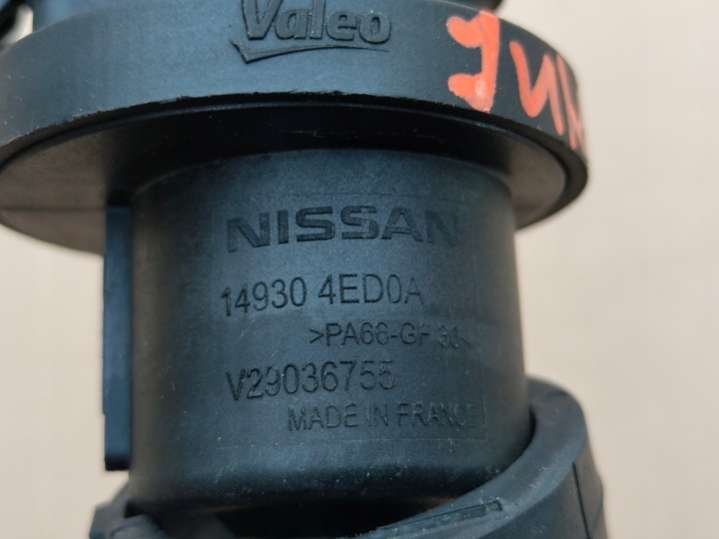 Valeo
NISSAN
14930 4ED0A
>PA66-GF30<
V29036755
MADE IN FRANCE